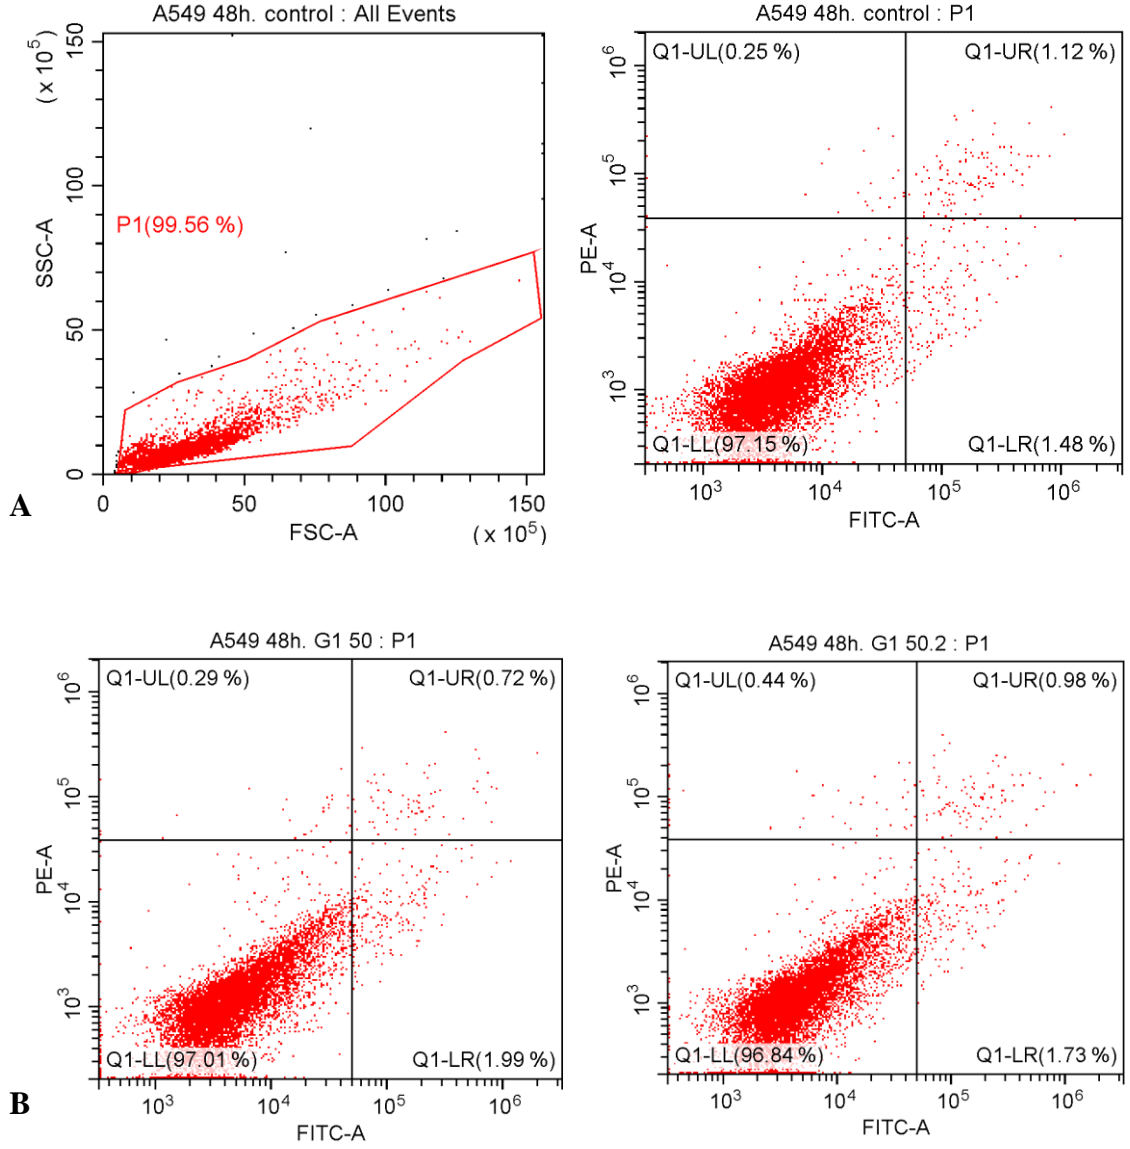 A549 48h. control : All Events
( x 10^5)
150
100
50
0
SSC-A
P1(99.56 %)
0 50 100 150
FSC-A
( x 10^5)
A
A549 48h. control : P1
Q1-UL(0.25 %) Q1-UR(1.12 %)
10^6
10^5
10^4
10^3
PE-A
Q1-LL(97.15 %) Q1-LR(1.48 %)
10^3 10^4 10^5 10^6
FITC-A
A549 48h. G1 50 : P1
Q1-UL(0.29 %) Q1-UR(0.72 %)
10^6
10^5
10^4
10^3
PE-A
Q1-LL(97.01 %) Q1-LR(1.99 %)
10^3 10^4 10^5 10^6
FITC-A
B
A549 48h. G1 50.2 : P1
Q1-UL(0.44 %) Q1-UR(0.98 %)
10^6
10^5
10^4
10^3
PE-A
Q1-LL(96.84 %) Q1-LR(1.73 %)
10^3 10^4 10^5 10^6
FITC-A